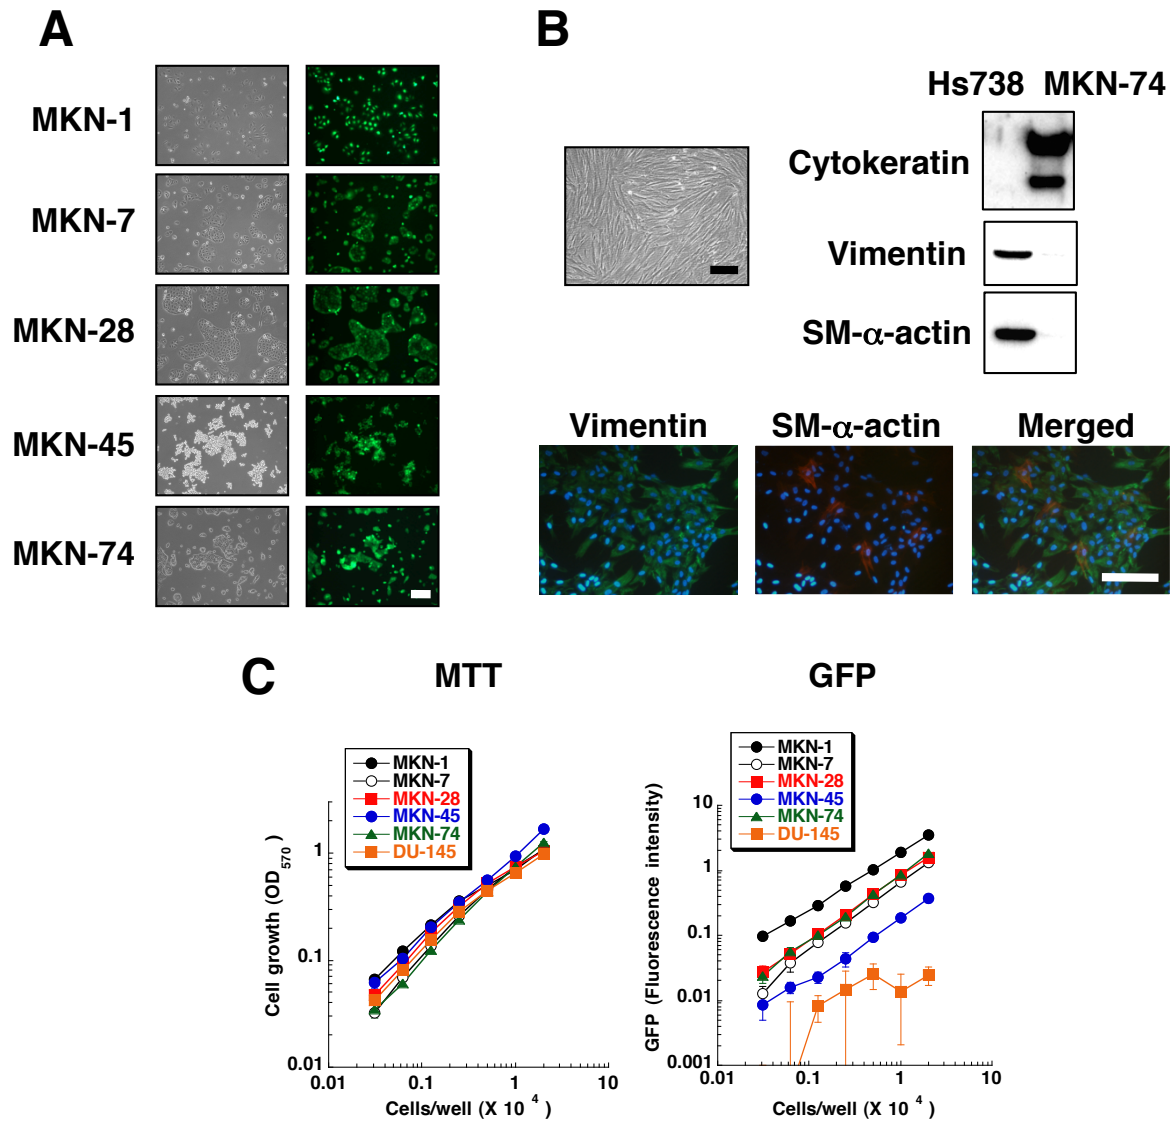 A
MKN-1
MKN-7
MKN-28
MKN-45
MKN-74
B
Hs738 MKN-74
Cytokeratin
Vimentin
SM-α-actin
Vimentin SM-α-actin Merged
C
MTT
MKN-1
MKN-7
MKN-28
MKN-45
MKN-74
DU-145
Cell growth (OD570)
1
0.1
0.01
0.01 0.1 1 10
Cells/well (X 10 4 )
GFP
MKN-1
MKN-7
MKN-28
MKN-45
MKN-74
DU-145
GFP (Fluorescence intensity)
10
1
0.1
0.01
0.001
0.01 0.1 1 10
Cells/well (X 10 4 )